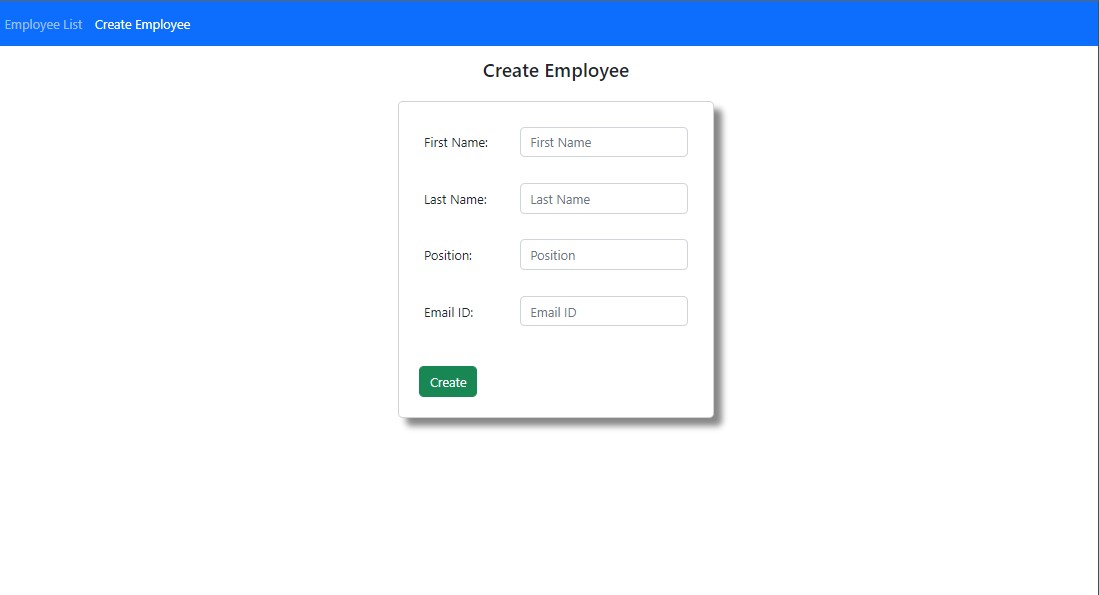 Employee List Create Employee
Create Employee
First Name: First Name
Last Name: Last Name
Position: Position
Email ID: Email ID
Create